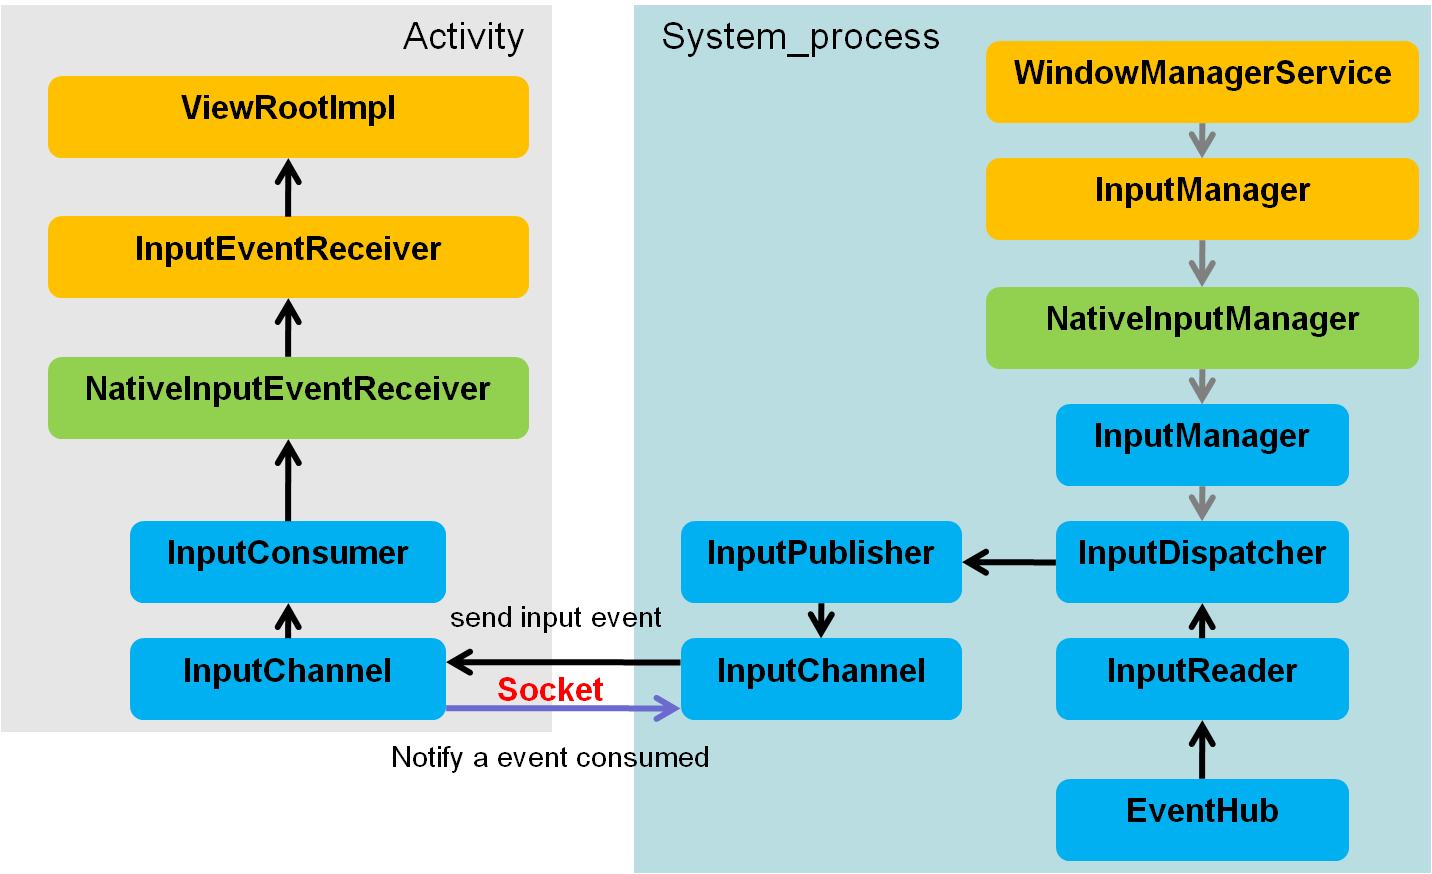 Activity
ViewRootImpl
InputEventReceiver
NativeInputEventReceiver
InputConsumer
InputChannel
send input event
Socket
Notify a event consumed
System_process
WindowManagerService
InputManager
NativeInputManager
InputManager
InputPublisher
InputDispatcher
InputChannel
InputReader
EventHub